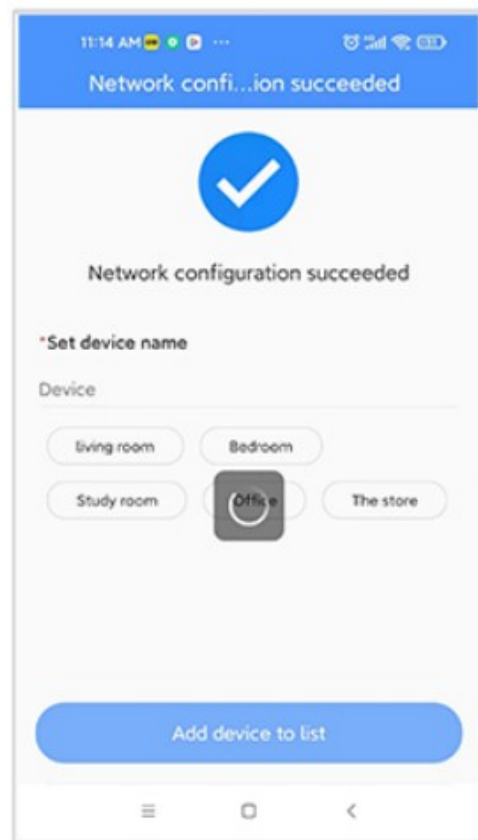 11:14 AM
Network confi...ion succeeded
Network configuration succeeded
*Set device name
Device
living room Bedroom
Study room Office The store
Add device to list